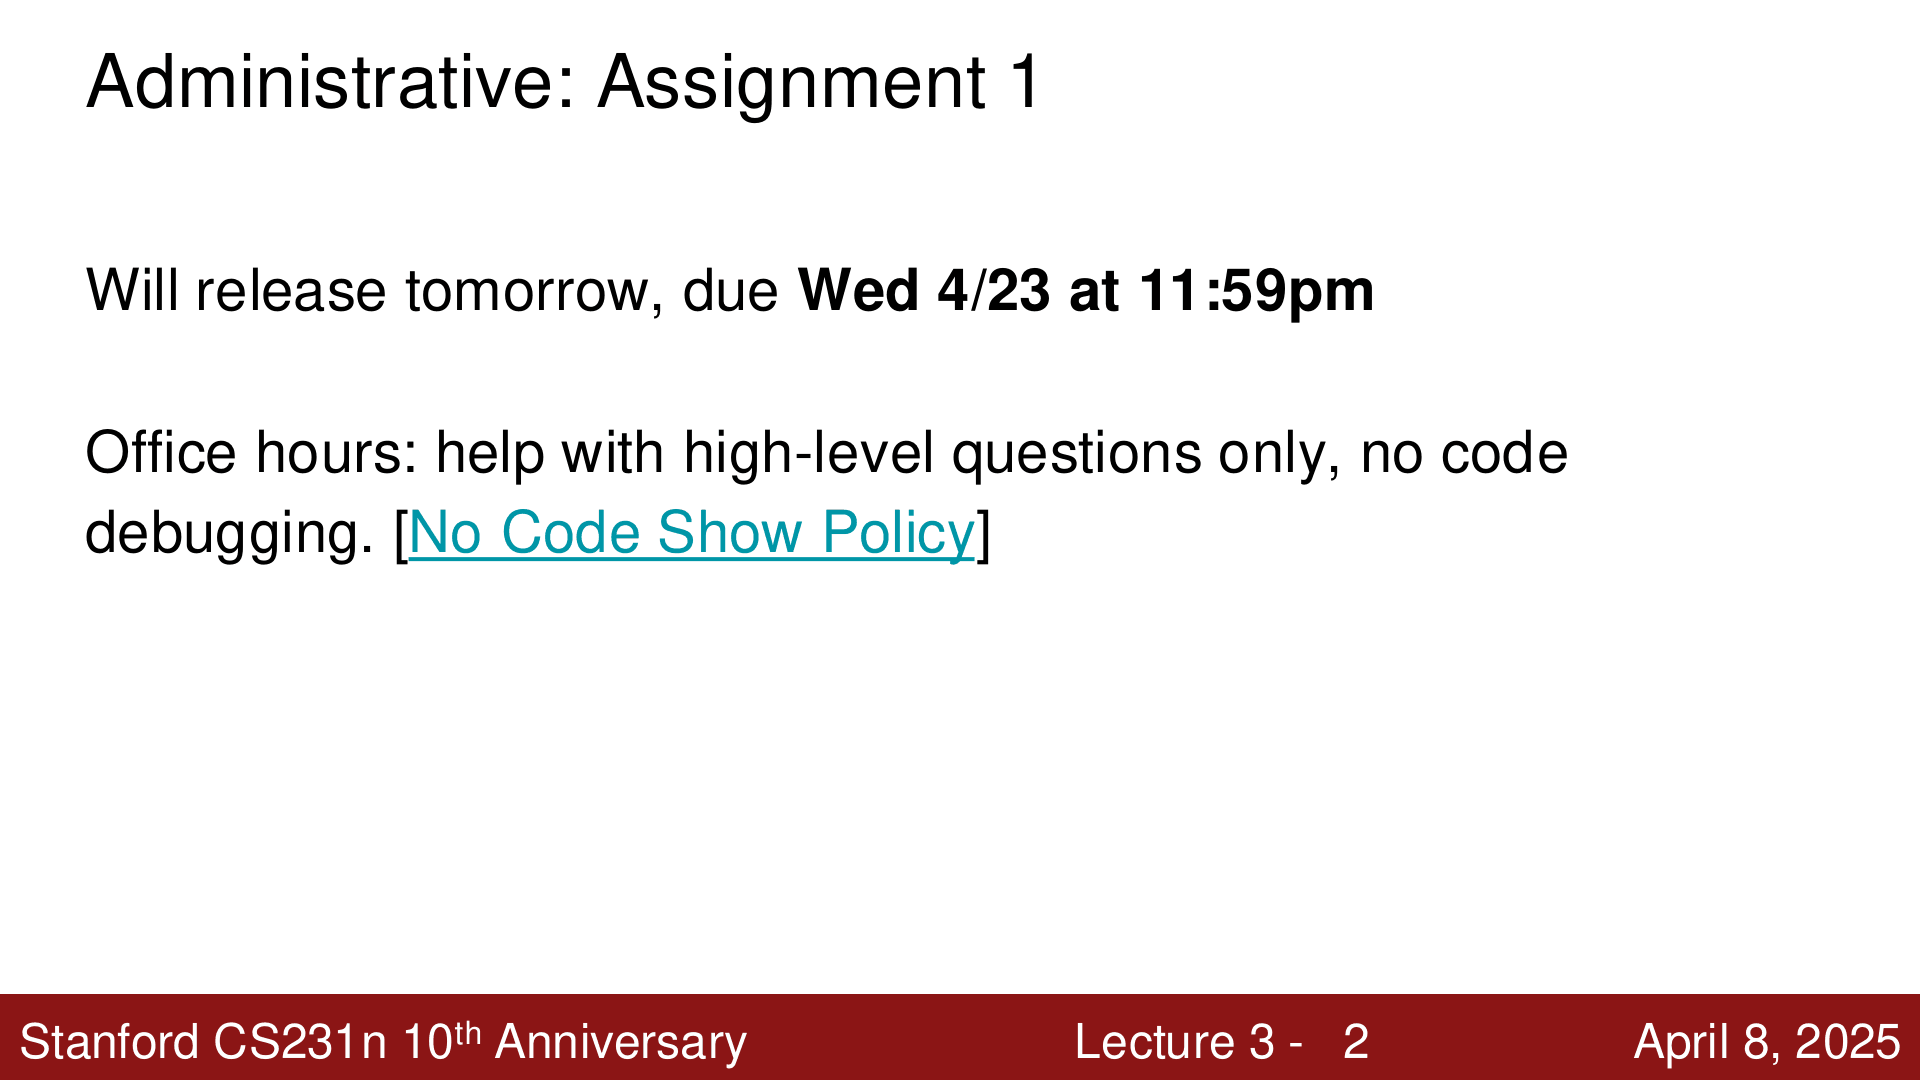 Administrative: Assignment 1
Will release tomorrow, due Wed 4/23 at 11:59pm
Office hours: help with high-level questions only, no code
debugging. [No Code Show Policy]
Stanford CS231n 10th Anniversary Lecture 3 - 2 April 8, 2025